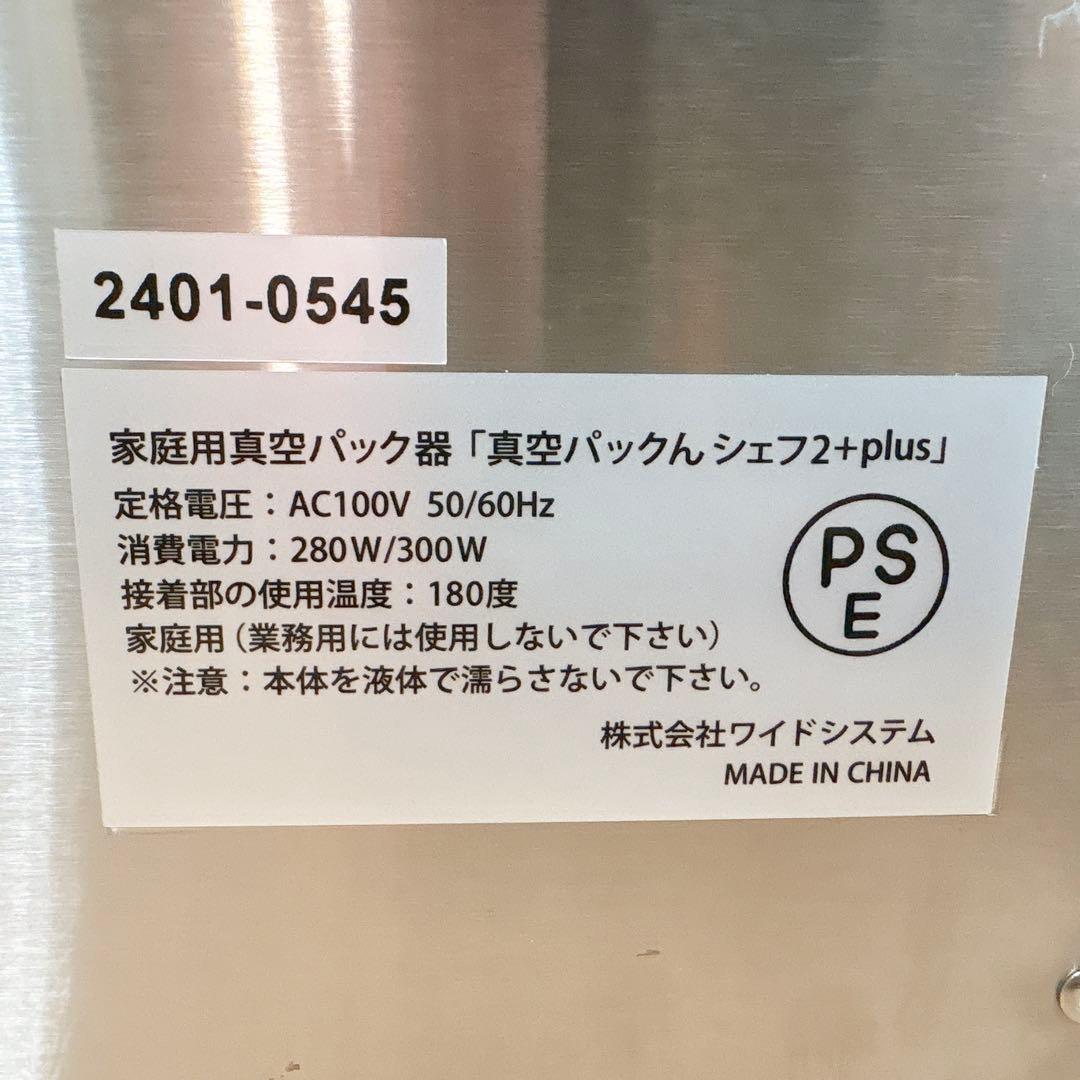 2401-0545
家庭用真空パック器「真空パックん シェフ2+plus」
定格電圧：AC100V 50/60Hz
消費電力：280W/300W
接着部の使用温度：180度
家庭用（業務用には使用しないで下さい）
※注意：本体を液体で濡らさないで下さい。
PS
E
株式会社ワイドシステム
MADE IN CHINA